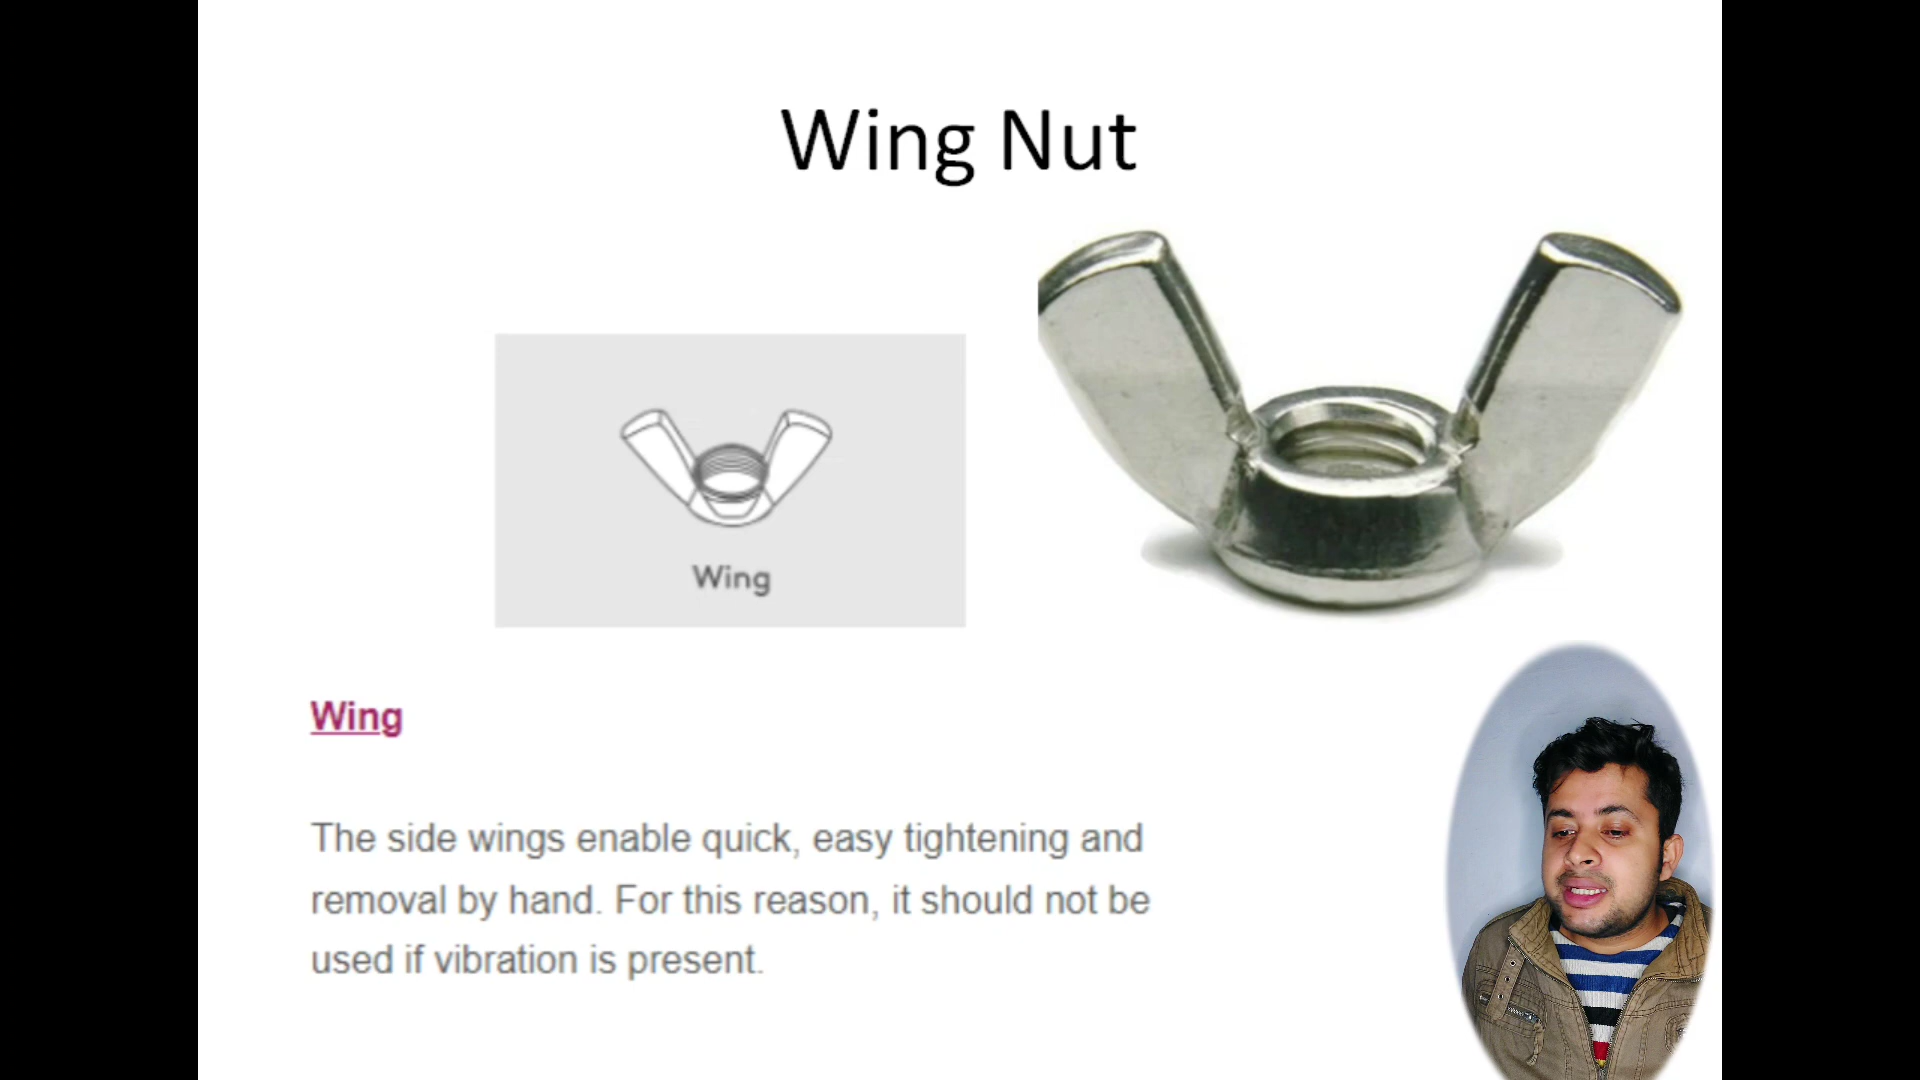 Wing Nut
Wing
Wing
The side wings enable quick, easy tightening and
removal by hand. For this reason, it should not be
used if vibration is present.